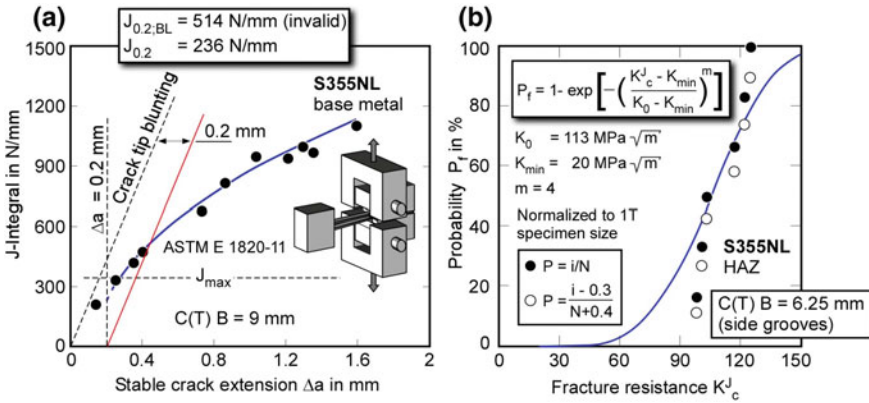 (a)
J0.2;BL = 514 N/mm (invalid)
J0.2 = 236 N/mm
1500
1200
900
600
300
0
J-Integral in N/mm
Δa = 0.2 mm
Crack tip blunting
0.2 mm
S355NL
base metal
ASTM E 1820-11
Jmax
C(T) B = 9 mm
0
0.4
0.8
1.2
1.6
2
Stable crack extension Δa in mm
(b)
100
80
60
40
20
0
Probability Pf in %
Pf = 1- exp [-(KJc - Kmin / K0 - Kmin)m]
K0 = 113 MPa √m
Kmin = 20 MPa √m
m = 4
Normalized to 1T
specimen size
P = i/N
P = i - 0.3 / N+0.4
S355NL
HAZ
C(T) B = 6.25 mm
(side grooves)
0
30
60
90
120
150
Fracture resistance KJc